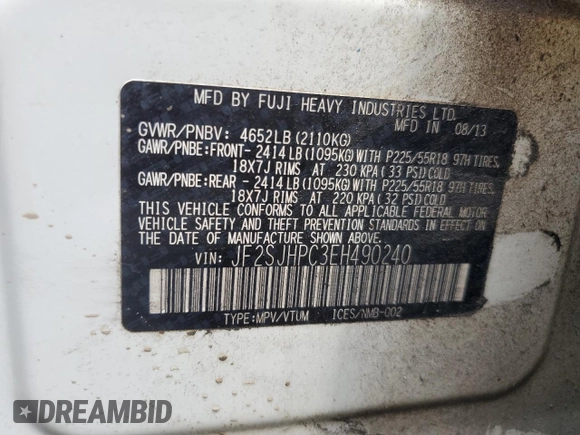 MFD BY FUJI HEAVY INDUSTRIES LTD.
MFD IN 08/13
GVWR/PNBV: 4652LB(2110KG)
GAWR/PNBE:FRONT- 2414LB(1095KG)WITH P225/55R18 97H TIRES,
18X7J RIMS AT 230 KPA( 33 PSI)COLD
GAWR/PNBE:REAR - 2414LB(1095KG)WITH P225/55R18 97H TIRES,
18X7J RIMS AT 220 KPA( 32 PSI)COLD
THIS VEHICLE CONFORMS TO ALL APPLICABLE FEDERAL MOTOR
VEHICLE SAFETY AND THEFT PREVENTION STANDARDS IN EFFECT ON
THE DATE OF MANUFACTURE SHOWN ABOVE.
VIN: JF2SJHPC3EH490240
TYPE:MPV/VTUM ICES/NMB-002
DREAMBID